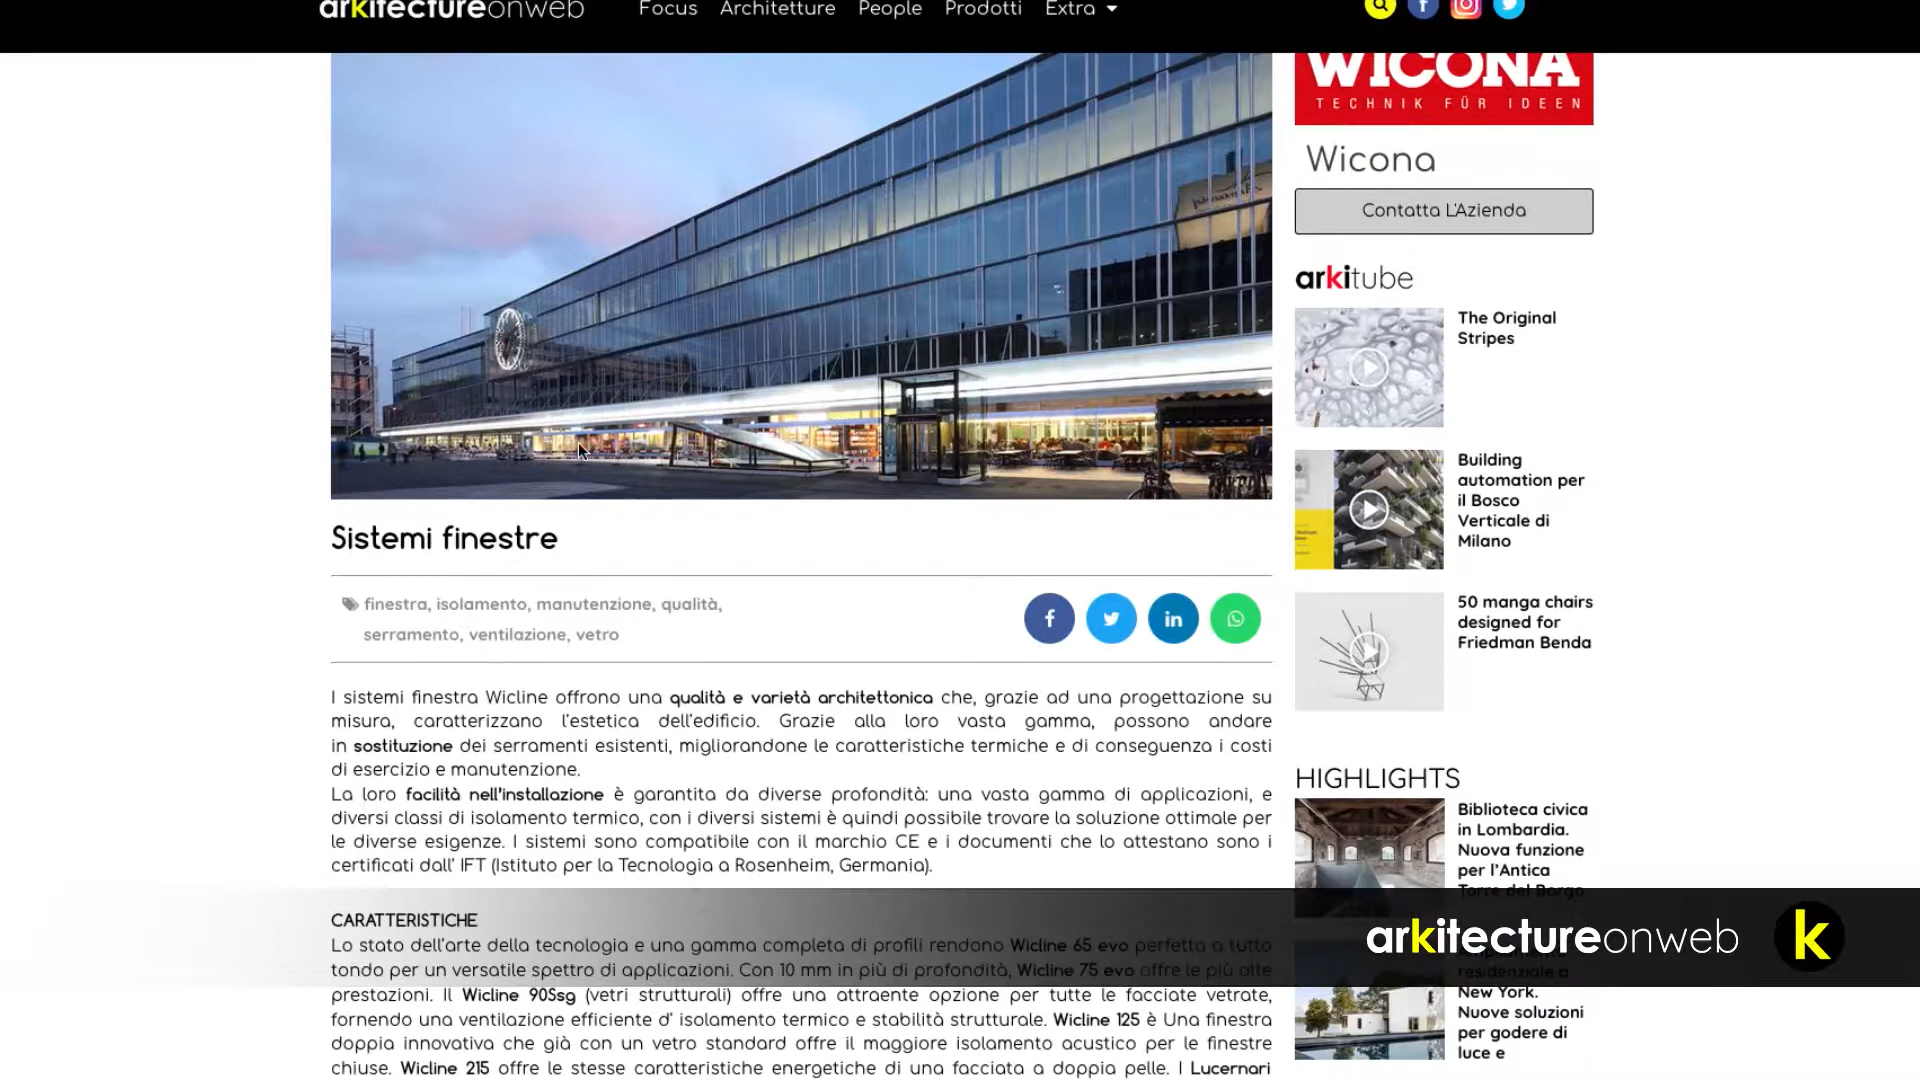 arkitectureonweb
Focus
Architetture
People
Prodotti
Extra
WICONA
TECHNIK FÜR IDEEN
Wicona
Contatta L'Azienda
arkitube
The Original
Stripes
Building
automation per
il Bosco
Verticale di
Milano
50 manga chairs
designed for
Friedman Benda
Sistemi finestre
finestra, isolamento, manutenzione, qualità,
serramento, ventilazione, vetro
I sistemi finestra Wicline offrono una qualità e varietà architettonica che, grazie ad una progettazione su
misura, caratterizzano l'estetica dell'edificio. Grazie alla loro vasta gamma, possono andare
in sostituzione dei serramenti esistenti, migliorandone le caratteristiche termiche e di conseguenza i costi
di esercizio e manutenzione.
La loro facilità nell'installazione è garantita da diverse profondità: una vasta gamma di applicazioni, e
diversi classi di isolamento termico, con i diversi sistemi è quindi possibile trovare la soluzione ottimale per
le diverse esigenze. I sistemi sono compatibile con il marchio CE e i documenti che lo attestano sono i
certificati dall' IFT (Istituto per la Tecnologia a Rosenheim, Germania).
CARATTERISTICHE
Lo stato dell'arte della tecnologia e una gamma completa di profili rendono Wicline 65 evo perfetta a tutto
tondo per un versatile spettro di applicazioni. Con 10 mm in più di profondità, Wicline 75 evo offre le più alte
prestazioni. Il Wicline 90Ssg (vetri strutturali) offre una attraente opzione per tutte le facciate vetrate,
fornendo una ventilazione efficiente d' isolamento termico e stabilità strutturale. Wicline 125 è Una finestra
doppia innovativa che già con un vetro standard offre il maggiore isolamento acustico per le finestre
chiuse. Wicline 215 offre le stesse caratteristiche energetiche di una facciata a doppia pelle. I Lucernari
HIGHLIGHTS
Biblioteca civica
in Lombardia.
Nuova funzione
per l'Antica
Torre del Borgo
arkitectureonweb
k
residenziale a
New York.
Nuove soluzioni
per godere di
luce e